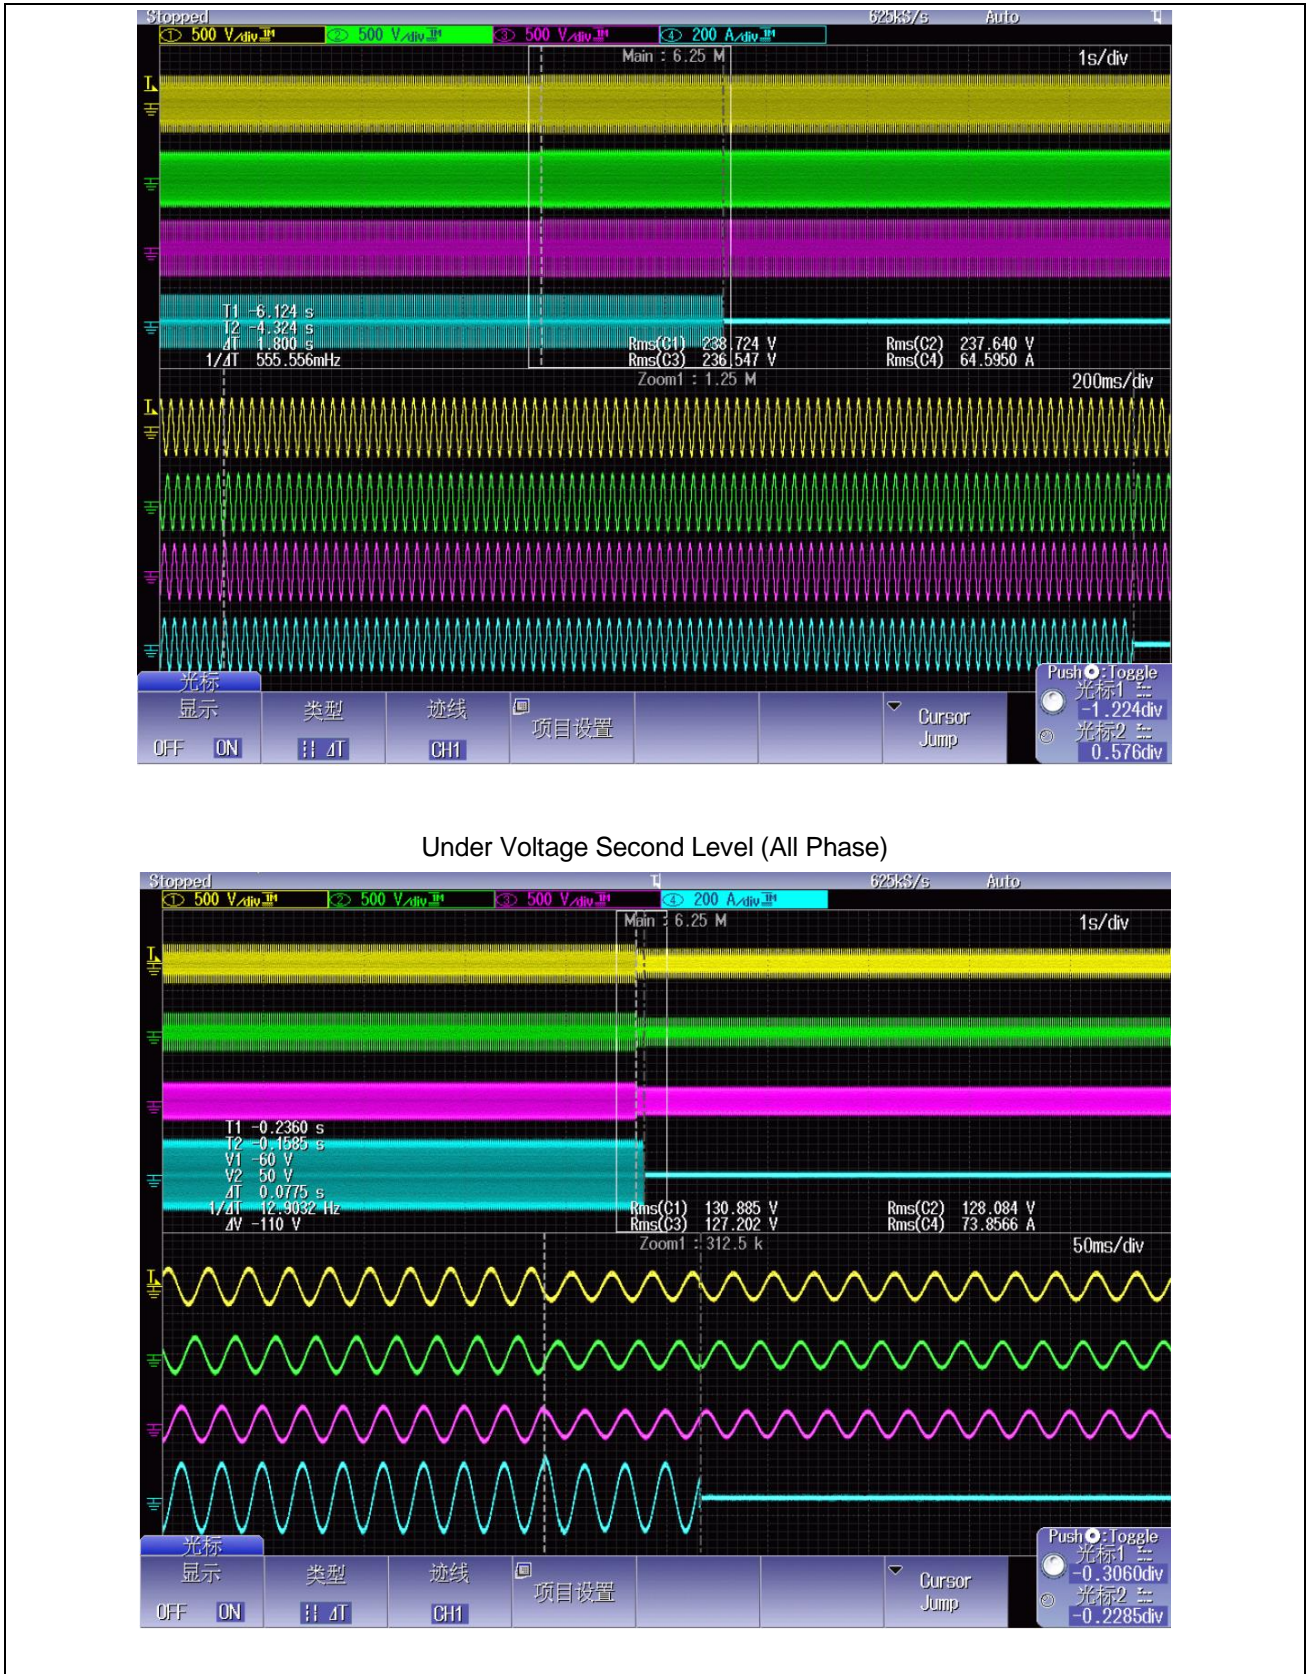 Stopped 625kS/s Auto
① 500 V/div ② 500 V/div ③ 500 V/div ④ 200 A/div
Main : 6.25 M 1s/div
T1 -6.124 s
T2 -4.324 s
ΔT 1.800 s Rms(C1) 238.724 V Rms(C2) 237.640 V
1/ΔT 555.556mHz Rms(C3) 236.547 V Rms(C4) 64.5950 A
Zoom1 : 1.25 M 200ms/div
光标
显示 类型 迹线 项目设置 Cursor Jump
OFF ON ΔT CH1
Push :Toggle
光标1
-1.224div
光标2
0.576div
Under Voltage Second Level (All Phase)
Stopped 625kS/s Auto
① 500 V/div ② 500 V/div ③ 500 V/div ④ 200 A/div
Main : 6.25 M 1s/div
T1 -0.2360 s
T2 -0.1585 s
V1 -60 V
V2 50 V
ΔT 0.0775 s
1/ΔT 12.9032 Hz Rms(C1) 130.885 V Rms(C2) 128.084 V
ΔV -110 V Rms(C3) 127.202 V Rms(C4) 73.8566 A
Zoom1 : 312.5 k 50ms/div
光标
显示 类型 迹线 项目设置 Cursor Jump
OFF ON ΔT CH1
Push :Toggle
光标1
-0.3060div
光标2
-0.2285div